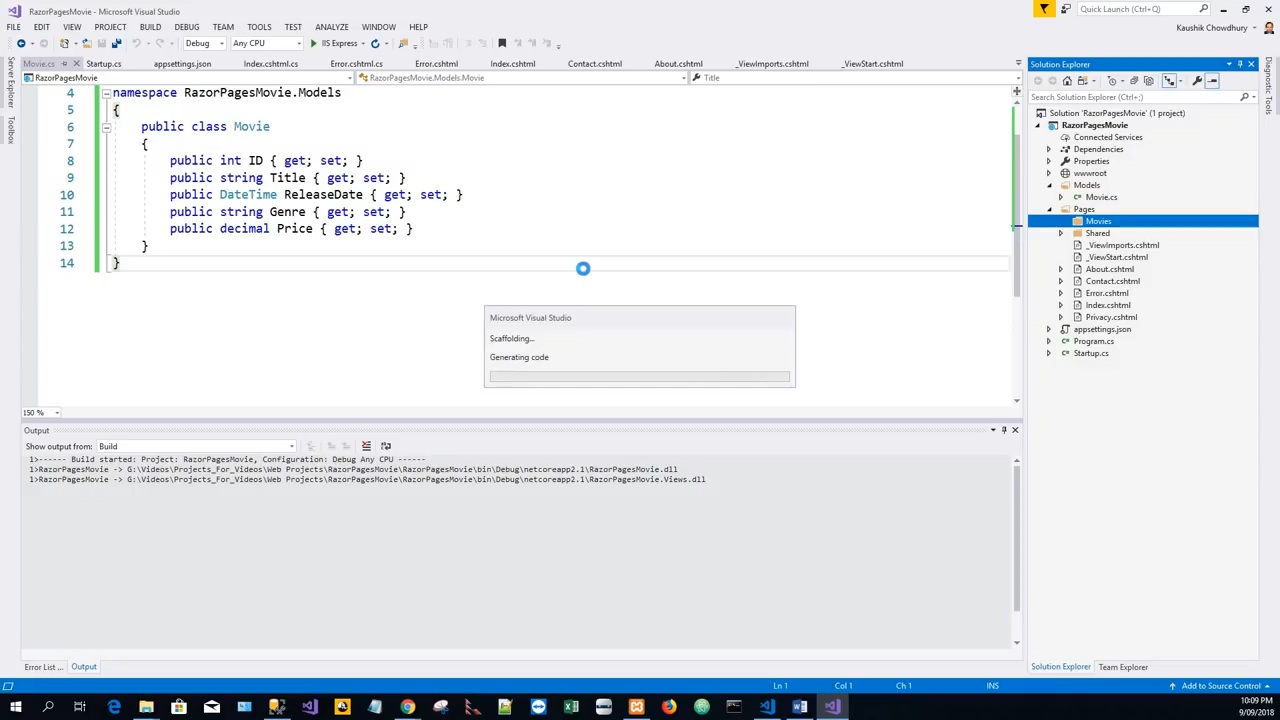 RazorPagesMovie - Microsoft Visual Studio
Quick Launch (Ctrl+Q)
FILE EDIT VIEW PROJECT BUILD DEBUG TEAM TOOLS TEST ANALYZE WINDOW HELP
Kaushik Chowdhury
Debug Any CPU IIS Express
Movie.cs Startup.cs appsettings.json Index.cshtml.cs Error.cshtml.cs Error.cshtml Index.cshtml Contact.cshtml About.cshtml _ViewImports.cshtml _ViewStart.cshtml
RazorPagesMovie RazorPagesMovie.Models.Movie Title
4 namespace RazorPagesMovie.Models
5 {
6 public class Movie
7 {
8 public int ID { get; set; }
9 public string Title { get; set; }
10 public DateTime ReleaseDate { get; set; }
11 public string Genre { get; set; }
12 public decimal Price { get; set; }
13 }
14 }
Microsoft Visual Studio
Scaffolding...
Generating code
150 %
Output
Show output from: Build
1>------ Build started: Project: RazorPagesMovie, Configuration: Debug Any CPU ------
1>RazorPagesMovie -> G:\Videos\Projects_For_Videos\Web Projects\RazorPagesMovie\RazorPagesMovie\bin\Debug\netcoreapp2.1\RazorPagesMovie.dll
1>RazorPagesMovie -> G:\Videos\Projects_For_Videos\Web Projects\RazorPagesMovie\RazorPagesMovie\bin\Debug\netcoreapp2.1\RazorPagesMovie.Views.dll
Error List ... Output
Server Explorer
Toolbox
Solution Explorer
Search Solution Explorer (Ctrl+;)
Solution 'RazorPagesMovie' (1 project)
RazorPagesMovie
Connected Services
Dependencies
Properties
wwwroot
Models
Movie.cs
Pages
Movies
Shared
_ViewImports.cshtml
_ViewStart.cshtml
About.cshtml
Contact.cshtml
Error.cshtml
Index.cshtml
Privacy.cshtml
appsettings.json
Program.cs
Startup.cs
Solution Explorer Team Explorer
Diagnostic Tools
Ln 1 Col 1 Ch 1 INS Add to Source Control
10:09 PM
9/09/2018